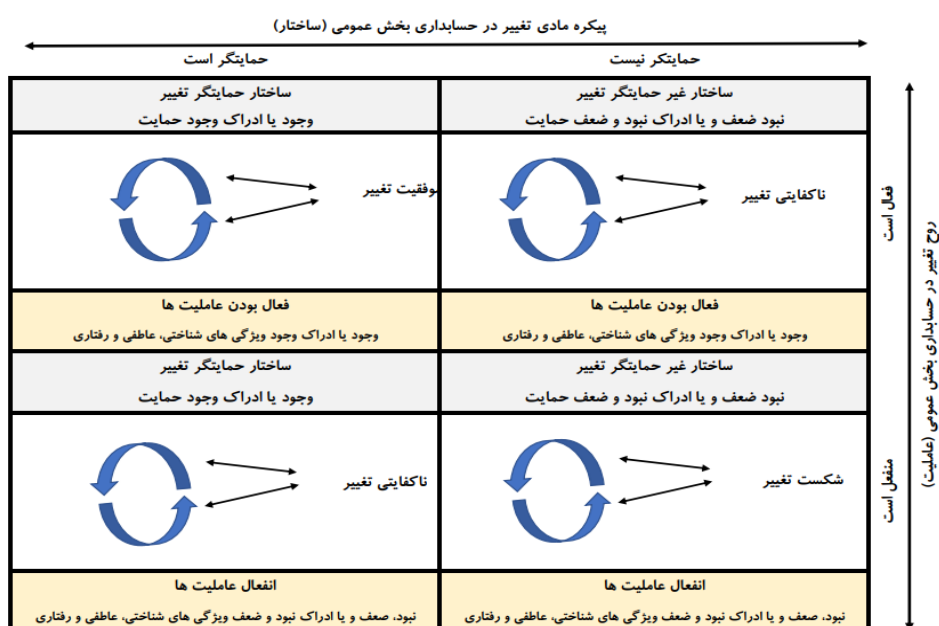 پیکره مادی تغییر در حسابداری بخش عمومی (ساختار)
حمایتکر نیست
حمایتگر است
ساختار غیر حمایتگر تغییر
نبود ضعف و یا ادراک نبود و ضعف حمایت
ساختار حمایتگر تغییر
وجود یا ادراک وجود حمایت
ناکفایتی تغییر
وفقیت تغییر
فعال بودن عاملیت ها
وجود یا ادراک وجود ویژگی های شناختی، عاطفی و رفتاری
فعال بودن عاملیت ها
وجود یا ادراک وجود ویژگی های شناختی، عاطفی و رفتاری
ساختار غیر حمایتگر تغییر
نبود ضعف و یا ادراک نبود و ضعف حمایت
ساختار حمایتگر تغییر
وجود یا ادراک وجود حمایت
شکست تغییر
ناکفایتی تغییر
انفعال عاملیت ها
نبود، صعف و یا ادراک نبود و ضعف ویژگی های شناختی، عاطفی و رفتاری
انفعال عاملیت ها
نبود، صعف و یا ادراک نبود و ضعف ویژگی های شناختی، عاطفی و رفتاری
فعال است
منفعل است
روح تغییر در حسابداری بخش عمومی (عاملیت)